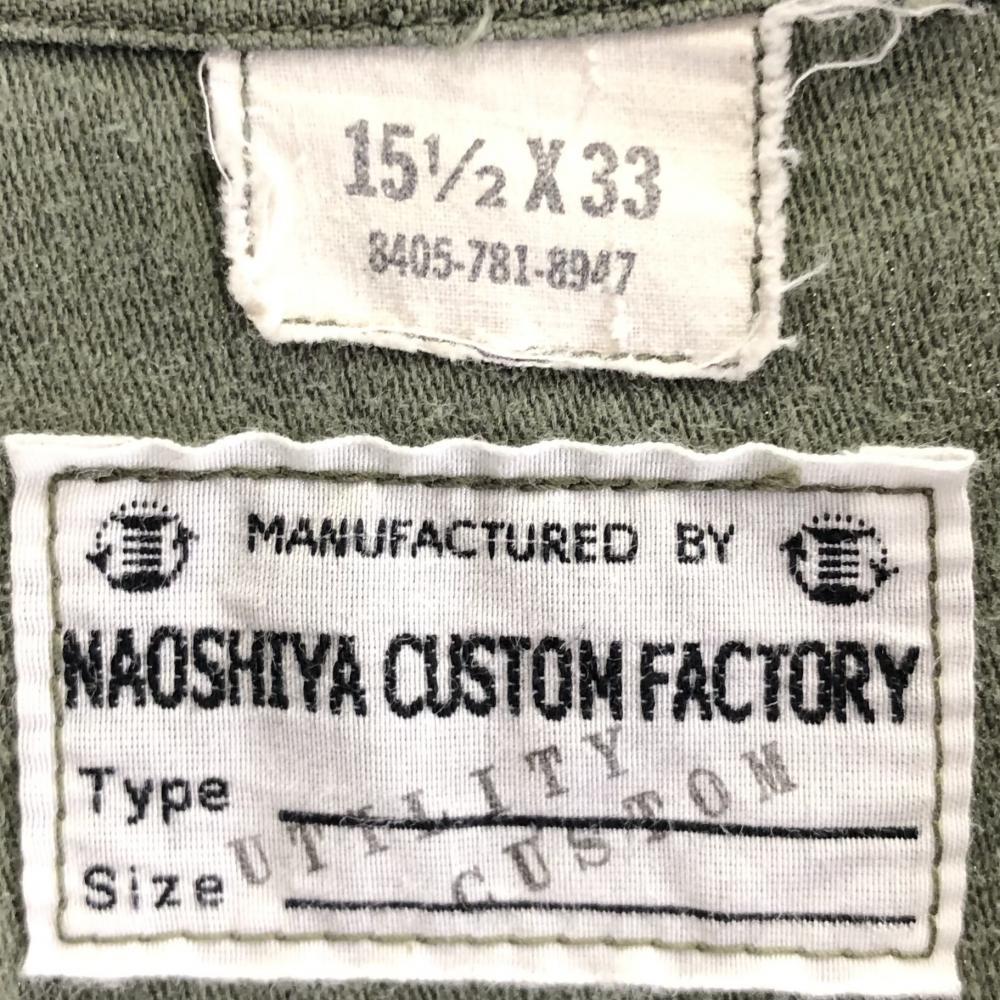 15½ X 33
8405-781-8947
MANUFACTURED BY
NAOSHIYA CUSTOM FACTORY
Type
UTILITY
Size
CUSTOM